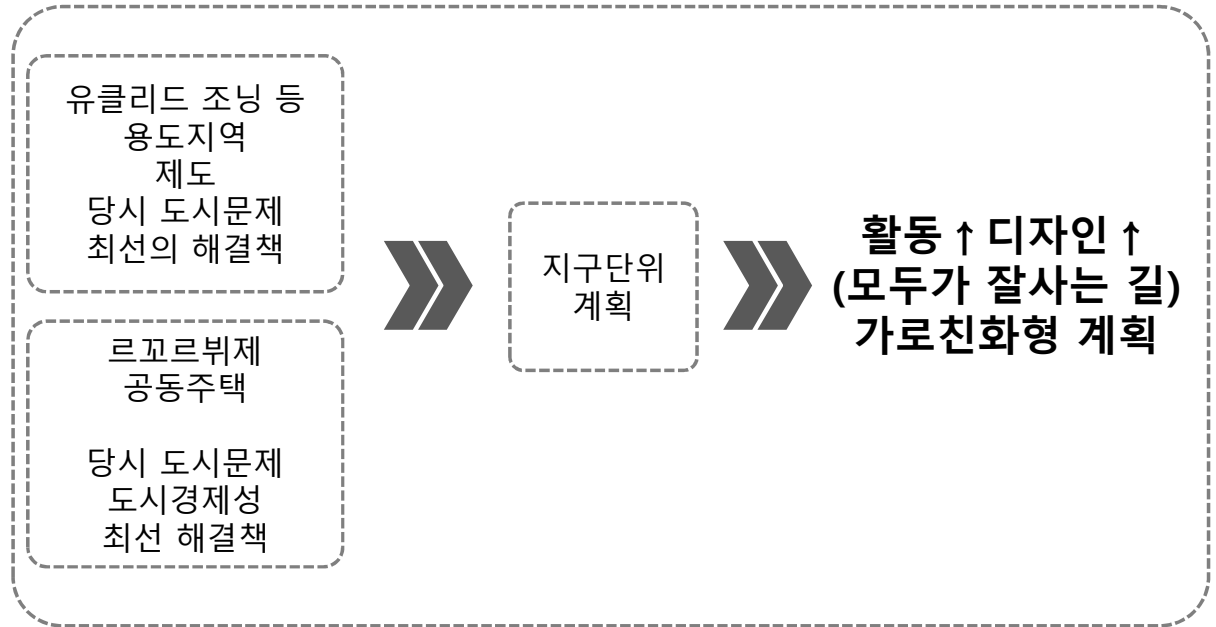 유클리드 조닝 등
용도지역
제도
당시 도시문제
최선의 해결책
르꼬르뷔제
공동주택
당시 도시문제
도시경제성
최선 해결책
지구단위
계획
활동↑디자인↑
(모두가 잘사는 길)
가로친화형 계획